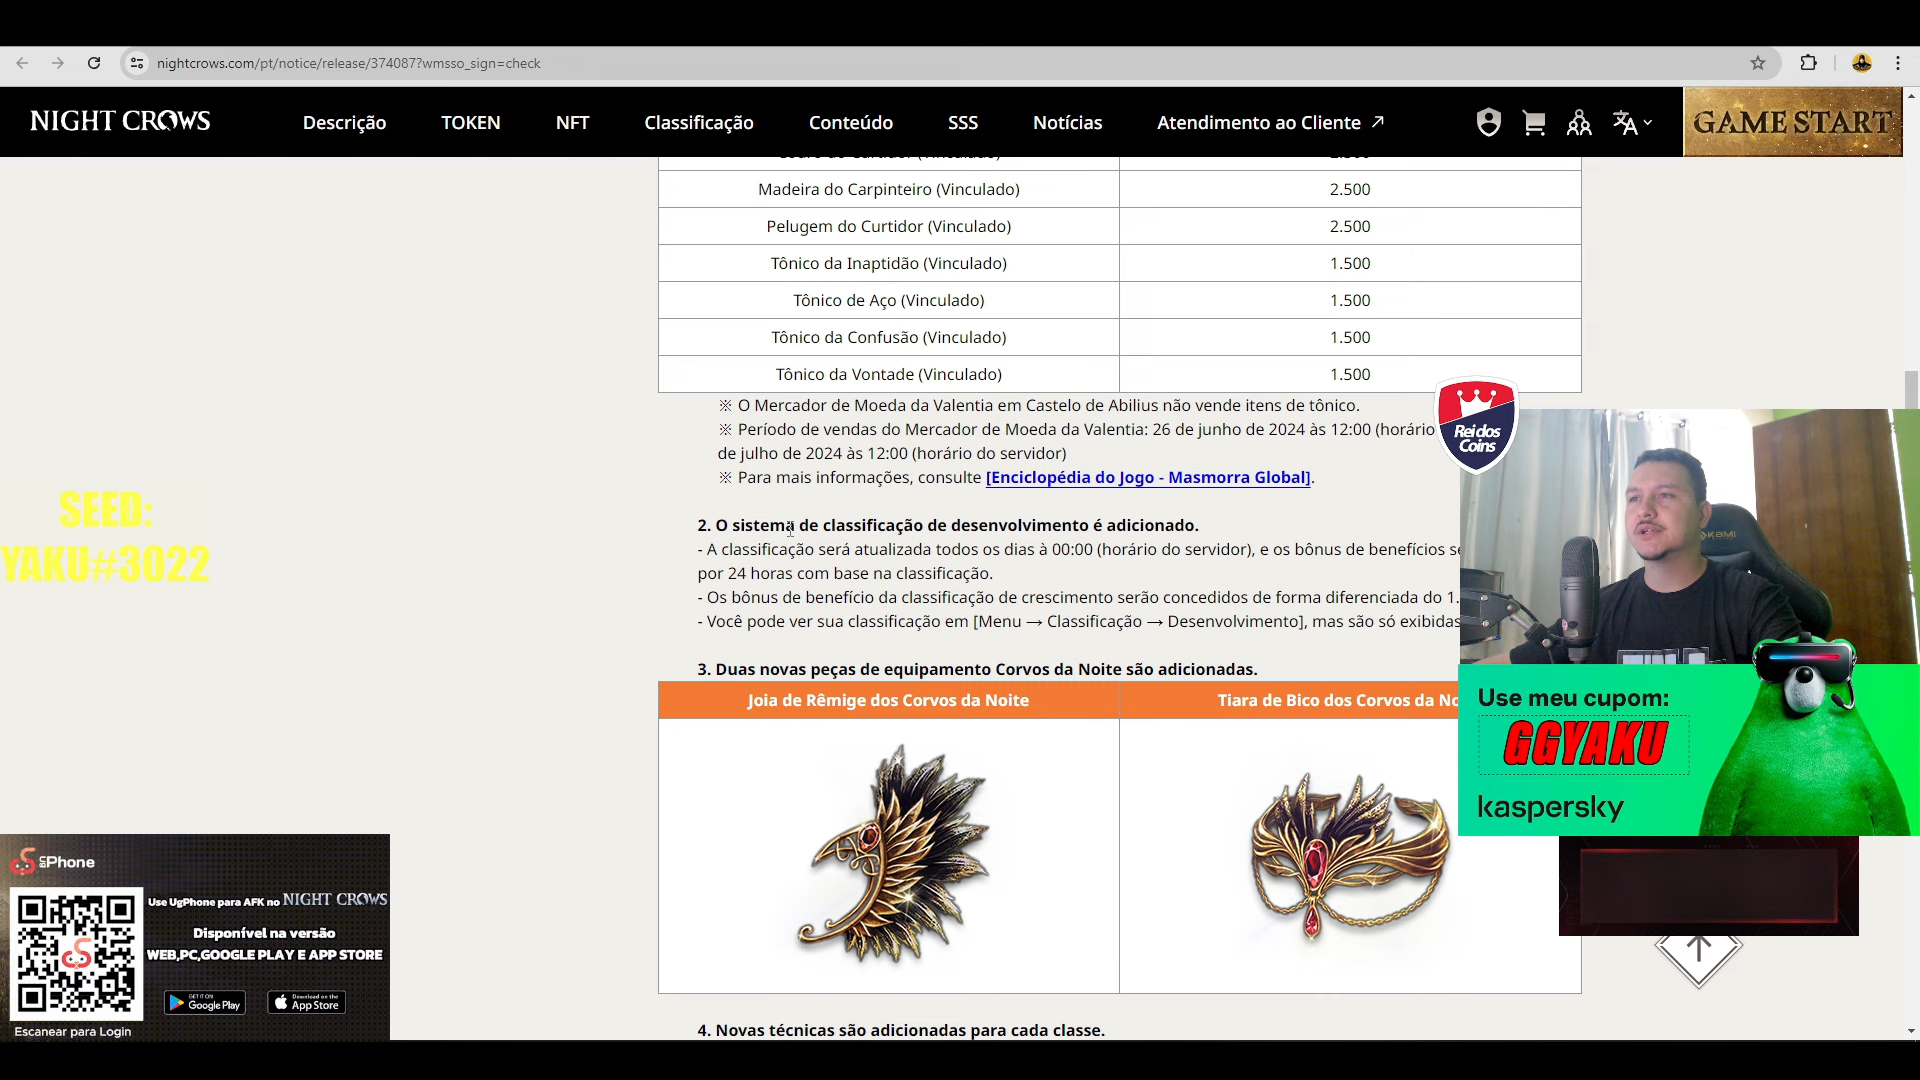 nightcrows.com/pt/notice/release/374087?wmsso_sign=check
NIGHT CROWS
Descrição
TOKEN
NFT
Classificação
Conteúdo
SSS
Notícias
Atendimento ao Cliente
GAME START
Madeira do Carpinteiro (Vinculado) 2.500
Pelugem do Curtidor (Vinculado) 2.500
Tônico da Inaptidão (Vinculado) 1.500
Tônico de Aço (Vinculado) 1.500
Tônico da Confusão (Vinculado) 1.500
Tônico da Vontade (Vinculado) 1.500
※ O Mercador de Moeda da Valentia em Castelo de Abilius não vende itens de tônico.
※ Período de vendas do Mercador de Moeda da Valentia: 26 de junho de 2024 às 12:00 (horário
de julho de 2024 às 12:00 (horário do servidor)
※ Para mais informações, consulte [Enciclopédia do Jogo - Masmorra Global].
2. O sistema de classificação de desenvolvimento é adicionado.
- A classificação será atualizada todos os dias à 00:00 (horário do servidor), e os bônus de benefícios
por 24 horas com base na classificação.
- Os bônus de benefício da classificação de crescimento serão concedidos de forma diferenciada do 1.
- Você pode ver sua classificação em [Menu → Classificação → Desenvolvimento], mas são só exibidas
3. Duas novas peças de equipamento Corvos da Noite são adicionadas.
Joia de Rêmige dos Corvos da Noite
Tiara de Bico dos Corvos da
4. Novas técnicas são adicionadas para cada classe.
Rei dos
Coins
KBMI
SEED:
YAKU#3022
Use meu cupom:
GGYAKU
kaspersky
UgPhone
Use UgPhone para AFK no NIGHT CROWS
Disponível na versão
WEB,PC,GOOGLE PLAY E APP STORE
GET IT ON
Google Play
Download on the
App Store
Escanear para Login